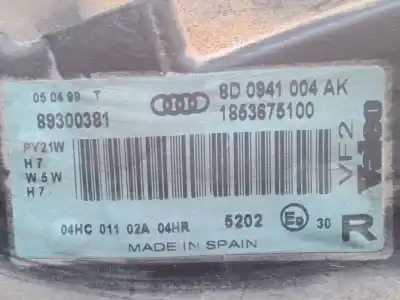 05 04 99 T
8D 0941 004 AK
89300381
1853675100
PY21W
H7
W5W
H7
VF2
04HC 011 02A 04HR
5202
E9
30
R
MADE IN SPAIN